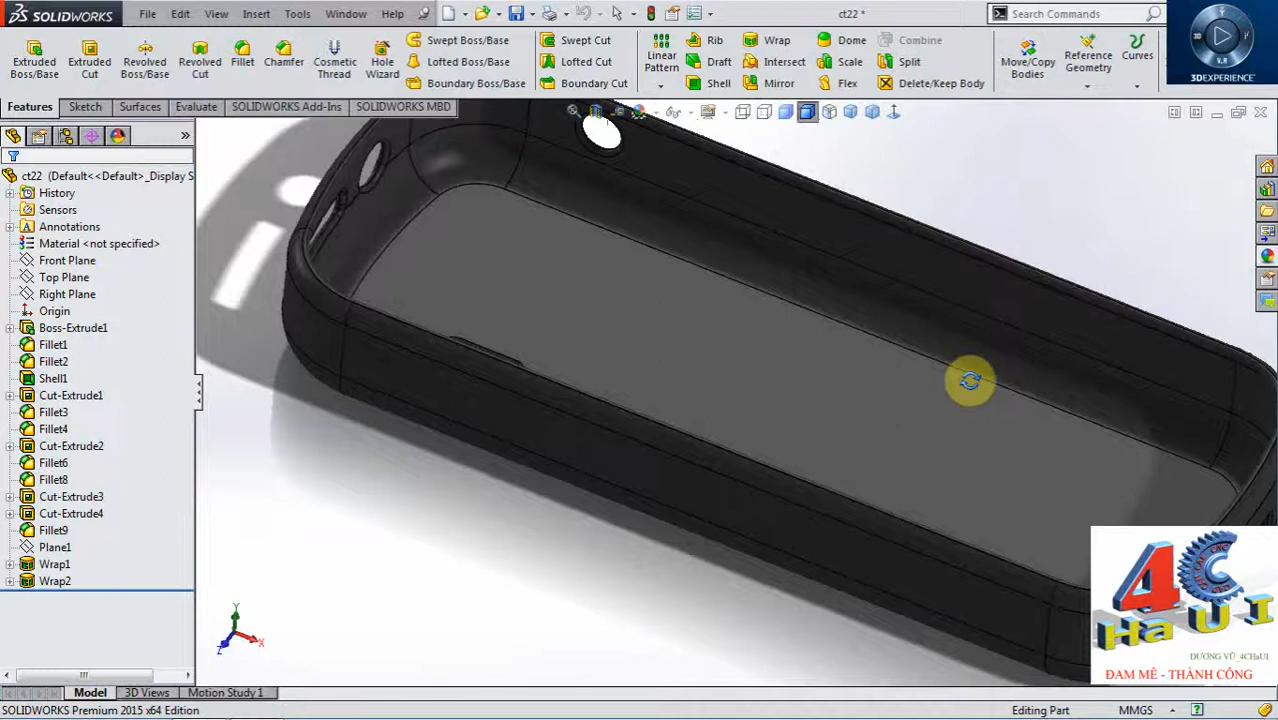 SOLIDWORKS File Edit View Insert Tools Window Help ct22 * Search Commands
3D V.R
3DEXPERIENCE
Extruded Boss/Base
Extruded Cut
Revolved Boss/Base
Revolved Cut
Fillet
Chamfer
Cosmetic Thread
Hole Wizard
Swept Boss/Base
Lofted Boss/Base
Boundary Boss/Base
Swept Cut
Lofted Cut
Boundary Cut
Linear Pattern
Rib
Draft
Shell
Wrap
Intersect
Mirror
Dome
Scale
Flex
Combine
Split
Delete/Keep Body
Move/Copy Bodies
Reference Geometry
Curves
Features Sketch Surfaces Evaluate SOLIDWORKS Add-Ins SOLIDWORKS MBD
ct22 (Default<<Default>_Display S
History
Sensors
Annotations
Material <not specified>
Front Plane
Top Plane
Right Plane
Origin
Boss-Extrude1
Fillet1
Fillet2
Shell1
Cut-Extrude1
Fillet3
Fillet4
Cut-Extrude2
Fillet6
Fillet8
Cut-Extrude3
Cut-Extrude4
Fillet9
Plane1
Wrap1
Wrap2
Y
X
Z
4C
HaUI
DƯƠNG VŨ_4CHaUI
ĐAM MÊ - THÀNH CÔNG
Model 3D Views Motion Study 1
SOLIDWORKS Premium 2015 x64 Edition Editing Part MMGS